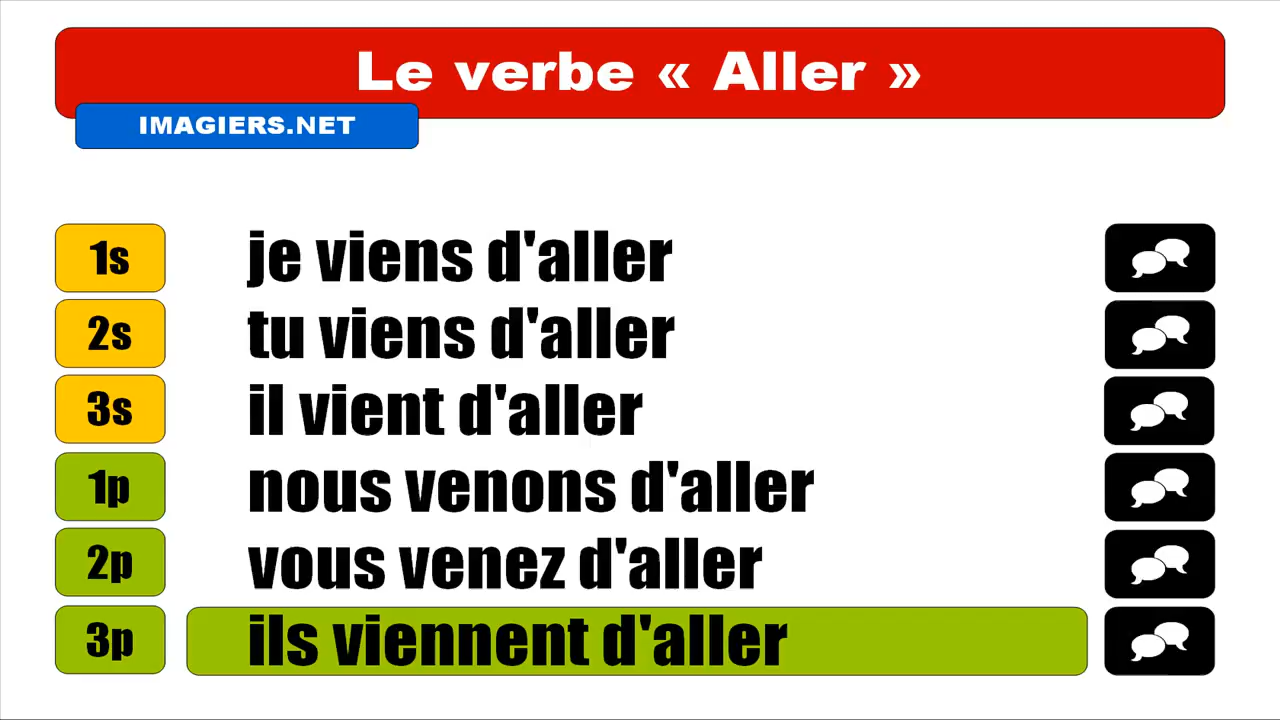 Le verbe « Aller »
IMAGIERS.NET
1s je viens d'aller
2s tu viens d'aller
3s il vient d'aller
1p nous venons d'aller
2p vous venez d'aller
3p ils viennent d'aller